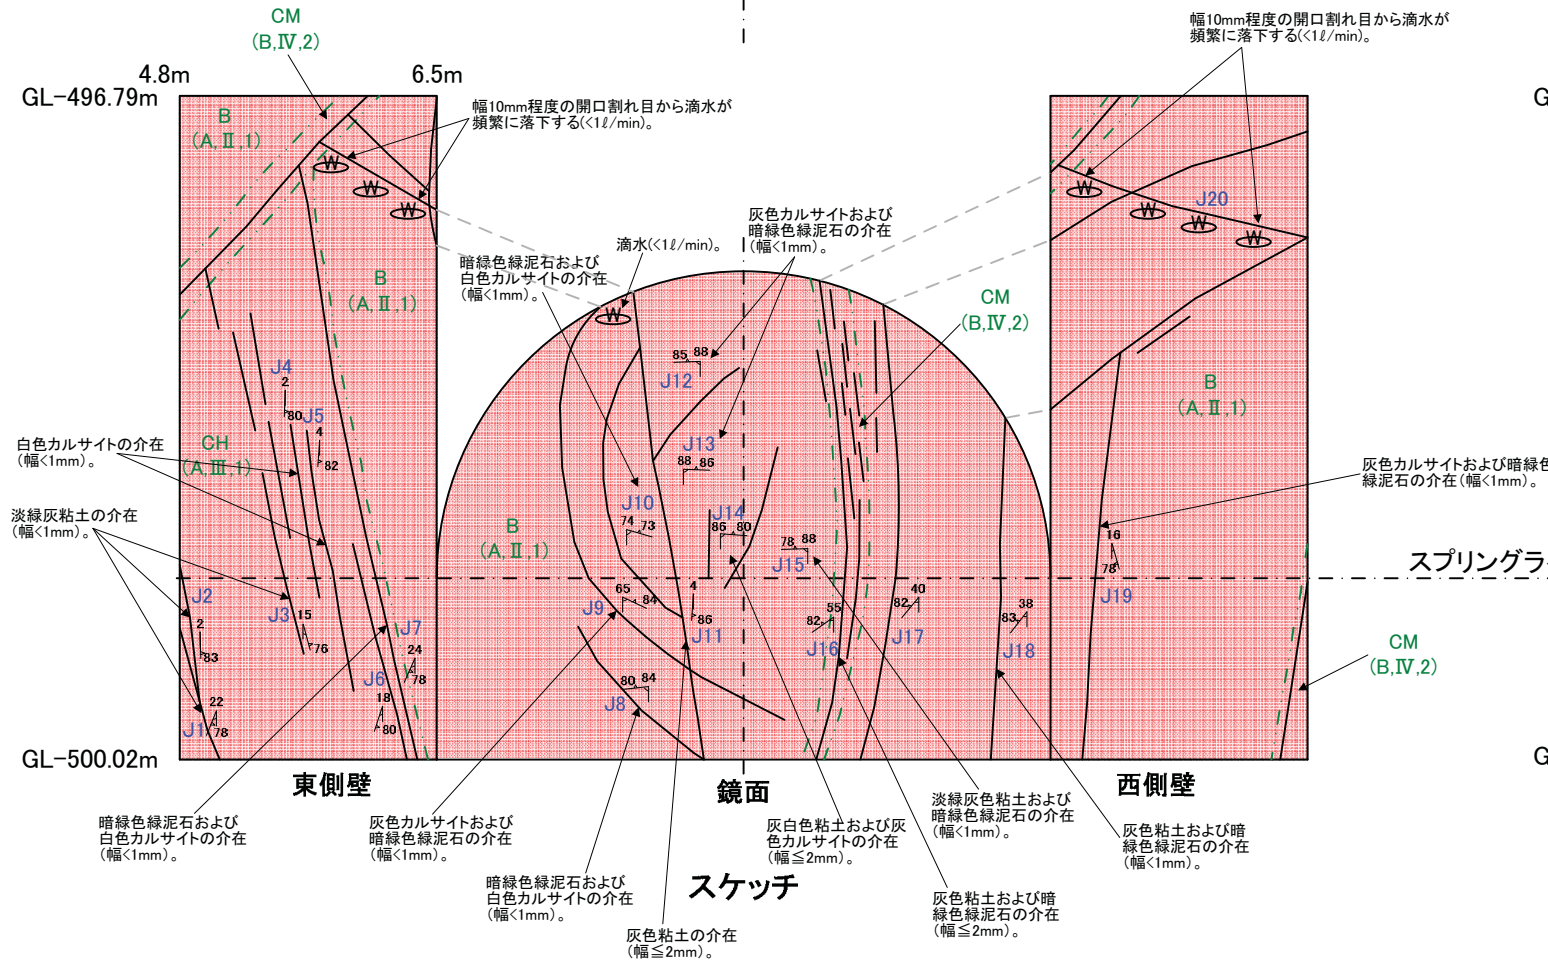 CM
(B,Ⅳ,2)
幅10mm程度の開口割れ目から滴水が
頻繁に落下する(<1ℓ/min)。
4.8m
6.5m
GL-496.79m
G
B
(A,Ⅱ,1)
幅10mm程度の開口割れ目から滴水が
頻繁に落下する(<1ℓ/min)。
W
W
W
W
W
W
W
J20
灰色カルサイトおよび
暗緑色緑泥石の介在
(幅<1mm)。
滴水(<1ℓ/min)。
暗緑色緑泥石および
白色カルサイトの介在
(幅<1mm)。
B
(A,Ⅱ,1)
W
CM
(B,Ⅳ,2)
85 88
J12
J4
2
80
J5
4
82
B
(A,Ⅱ,1)
白色カルサイトの介在
(幅<1mm)。
CH
(A,Ⅲ,1)
J13
88 86
灰色カルサイトおよび暗緑色
緑泥石の介在(幅<1mm)。
淡緑灰粘土の介在
(幅<1mm)。
J10
74 73
J14
86 80
B
(A,Ⅱ,1)
78 88
J15
16
78
スプリングラ
J2
2
83
J3
15
76
J9
65 84
4
86
J11
55
82
J16
40
82
J17
38
83
J18
J19
J7
24
78
CM
(B,Ⅳ,2)
J6
18
80
80 84
J8
J1
22
78
GL-500.02m
G
東側壁
鏡面
西側壁
暗緑色緑泥石および
白色カルサイトの介在
(幅<1mm)。
灰色カルサイトおよび
暗緑色緑泥石の介在
(幅<1mm)。
灰白色粘土および灰
色カルサイトの介在
(幅≦2mm)。
淡緑灰色粘土および
暗緑色緑泥石の介在
(幅<1mm)。
灰色粘土および暗
緑色緑泥石の介在
(幅<1mm)。
暗緑色緑泥石および
白色カルサイトの介在
(幅<1mm)。
スケッチ
灰色粘土および暗
緑色緑泥石の介在
(幅≦2mm)。
灰色粘土の介在
(幅≦2mm)。